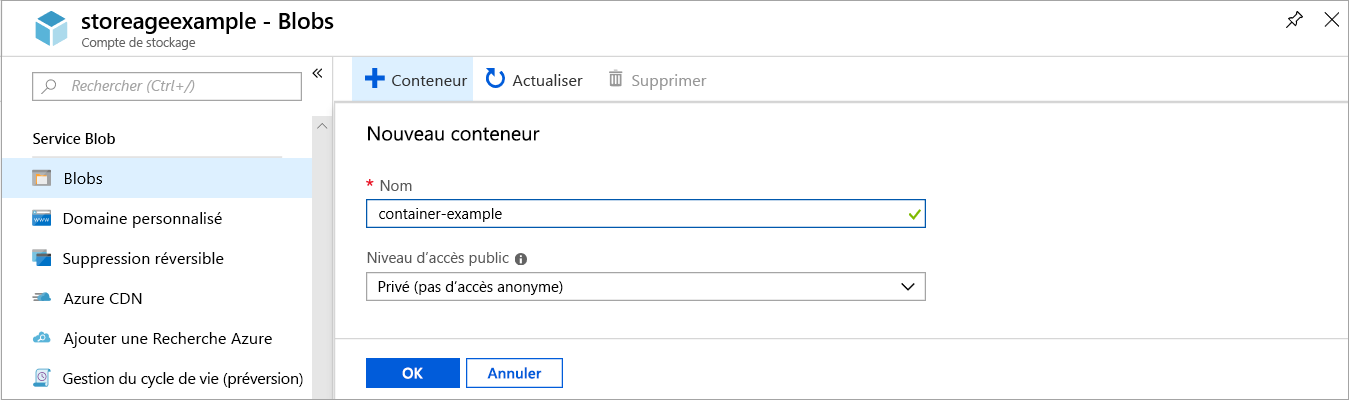 storeageexample - Blobs
Compte de stockage
Rechercher (Ctrl+/)
Service Blob
Blobs
www
Domaine personnalisé
Suppression réversible
Azure CDN
Ajouter une Recherche Azure
Gestion du cycle de vie (préversion)
Conteneur Actualiser Supprimer
Nouveau conteneur
* Nom
container-example
Niveau d’accès public
Privé (pas d’accès anonyme)
OK Annuler